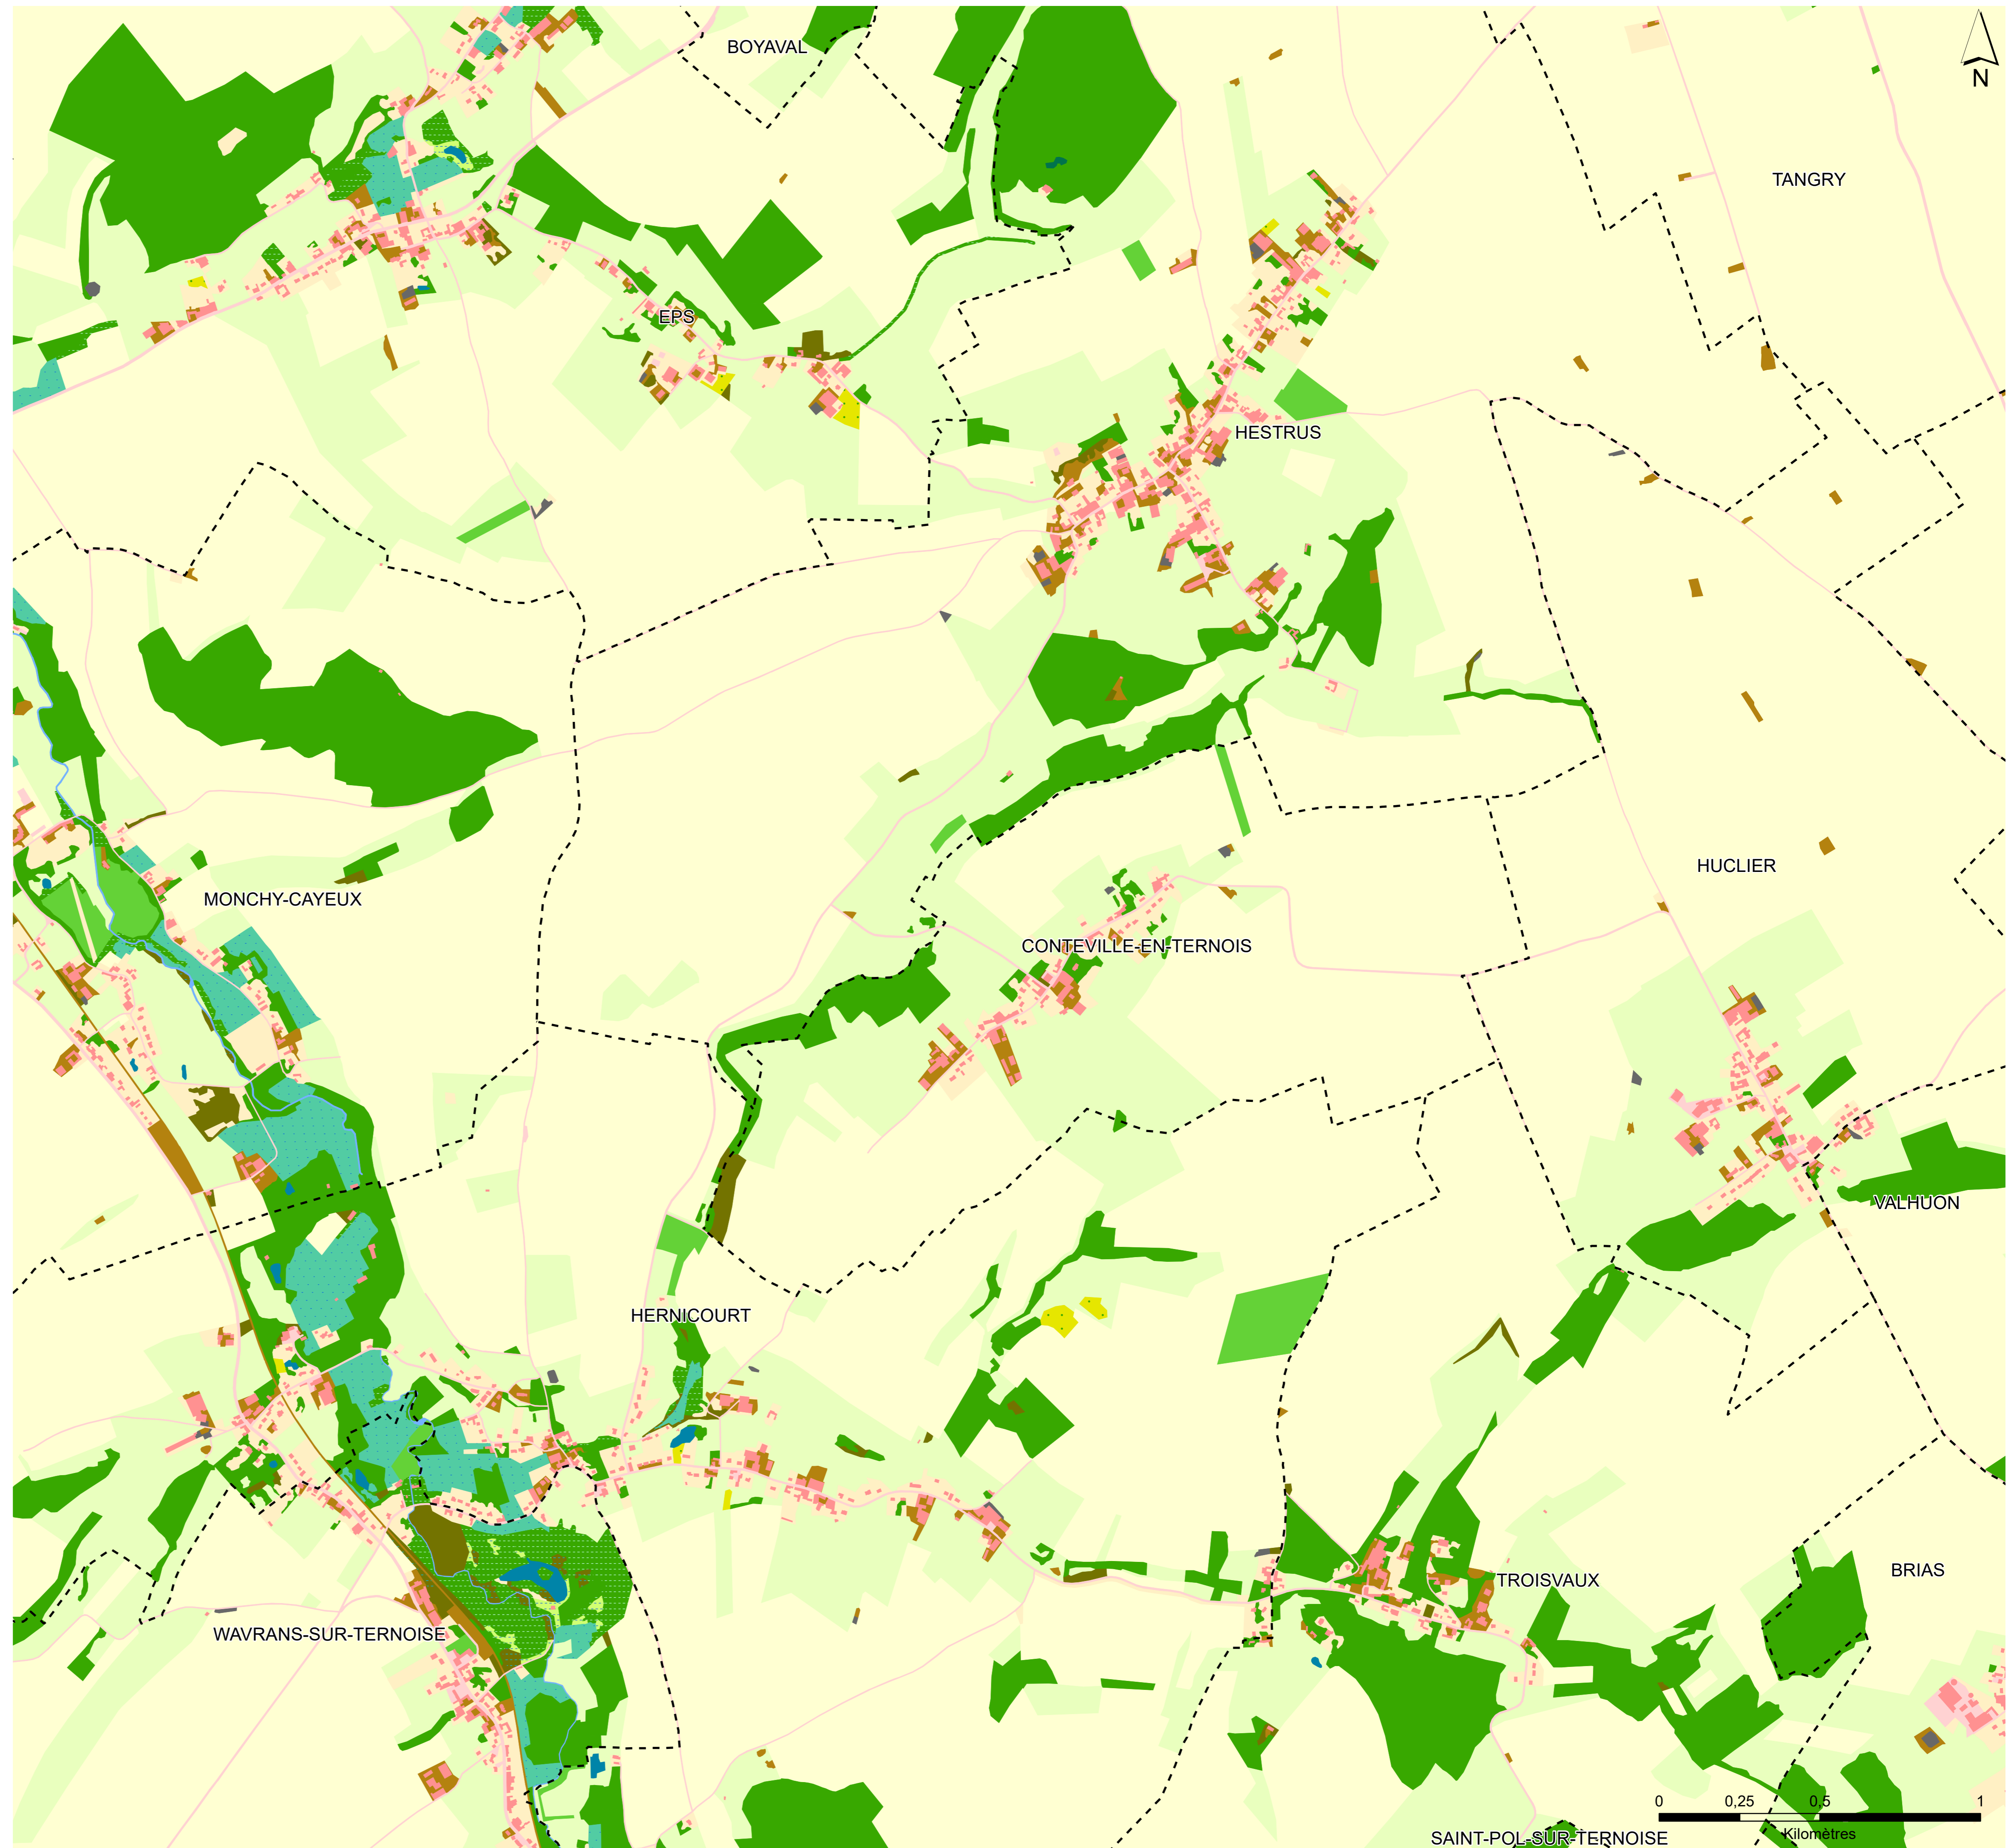 BOYAVAL
N
TANGRY
EPS
HESTRUS
HUCLIER
MONCHY-CAYEUX
CONTEVILLE-EN-TERNOIS
VALHUON
HERNICOURT
BRIAS
TROISVAUX
WAVRANS-SUR-TERNOISE
0 0,25 0,5 1
Kilomètres
SAINT-POL-SUR-TERNOISE